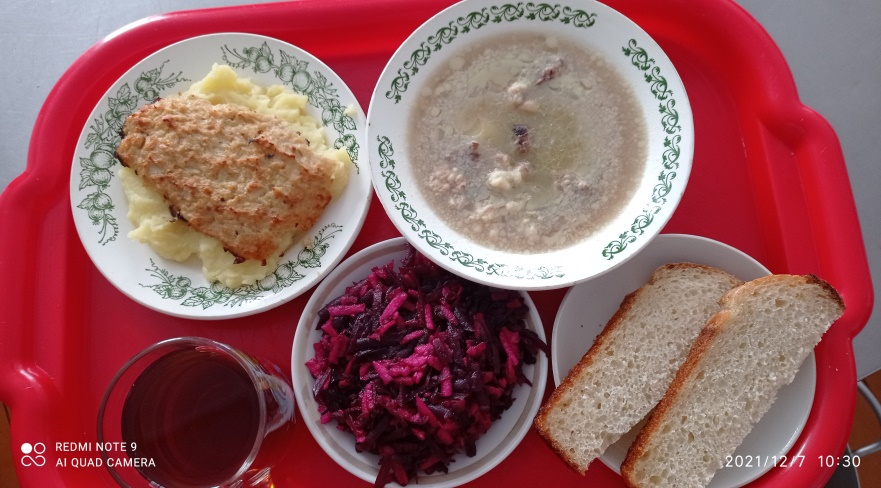 REDMI NOTE 9
AI QUAD CAMERA
2021/12/7 10:30